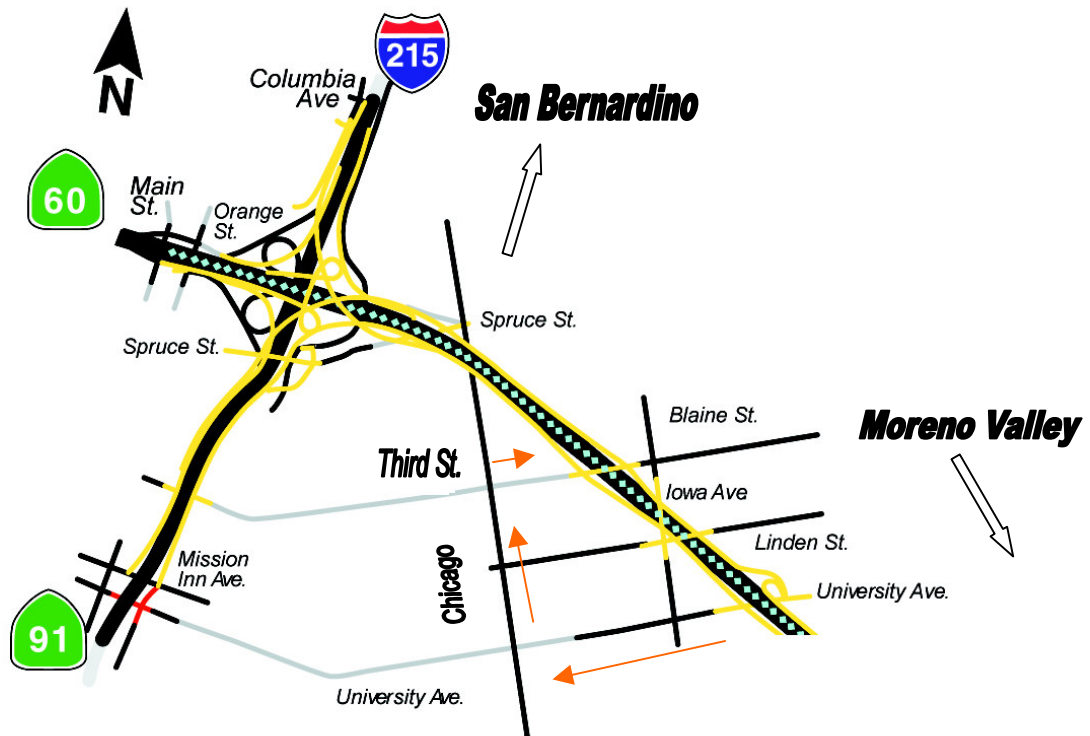 215
Columbia
Ave
N
San Bernardino
60
Main
St.
Orange
St.
Spruce St.
Spruce St.
Blaine St.
Moreno Valley
Third St.
Iowa Ave
Linden St.
Mission
Inn Ave.
Chicago
University Ave.
91
University Ave.